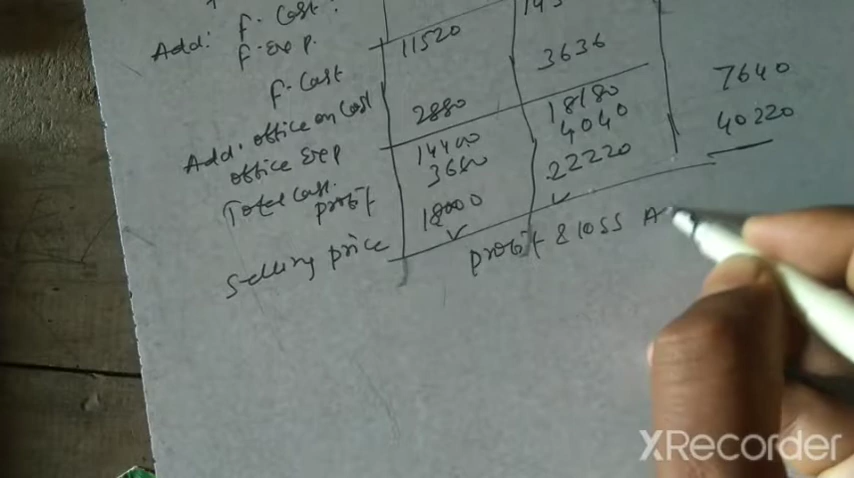 F. Cost.
Add: F. Exp. 11520 145
F. Cost 3636
Add: office on cost 2880 18180 7640
office Exp 14400 4040 40220
Total Cost. 3600 22220
profit 18000
Selling price
profit & loss A
XRecorder